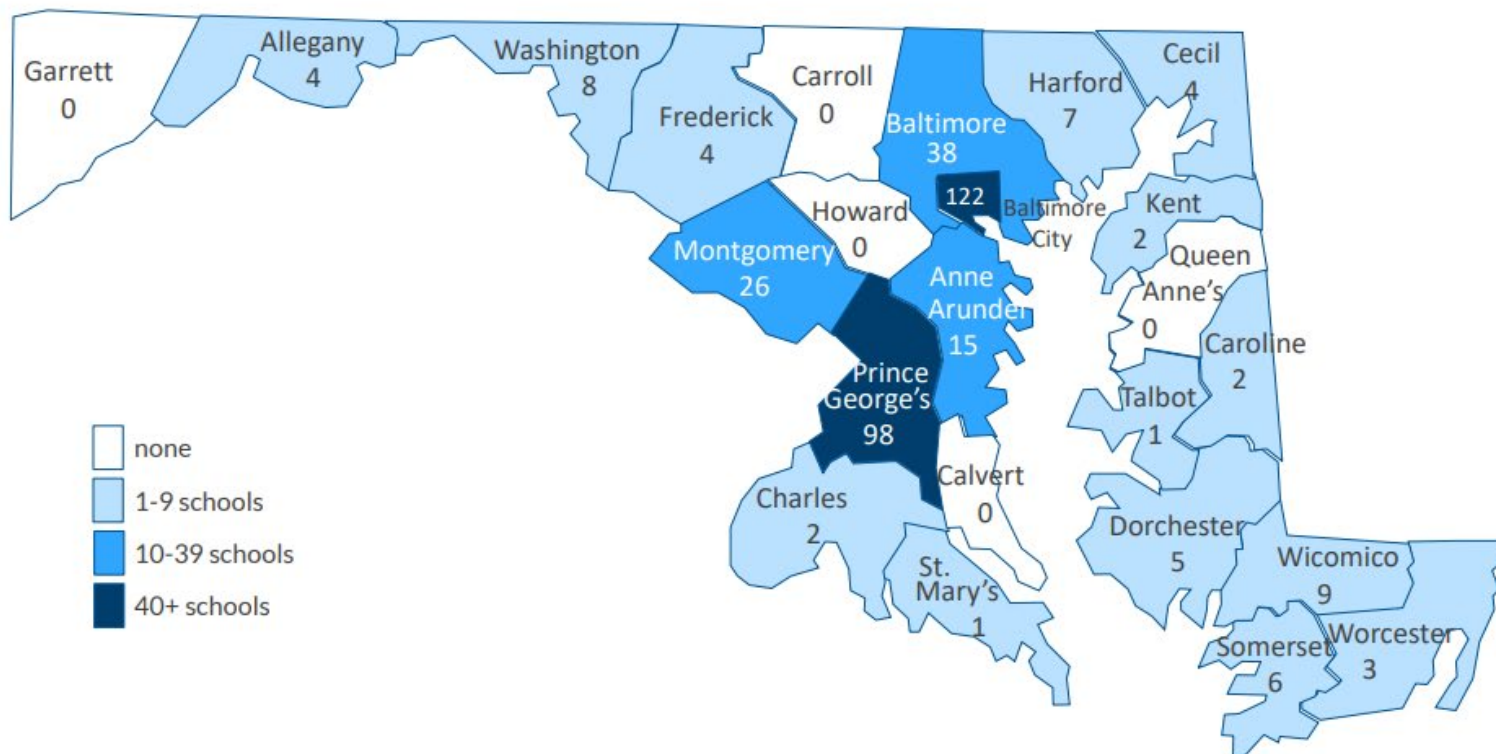 Garrett
0
Allegany
4
Washington
8
Frederick
4
Carroll
0
Baltimore
38
122
Baltimore
City
Harford
7
Cecil
4
Howard
0
Montgomery
26
Anne
Arundel
15
Prince
George's
98
Kent
2
Queen
Anne's
0
Caroline
2
Talbot
1
Calvert
0
Charles
2
St.
Mary's
1
Dorchester
5
Wicomico
9
Somerset
6
Worcester
3
none
1-9 schools
10-39 schools
40+ schools